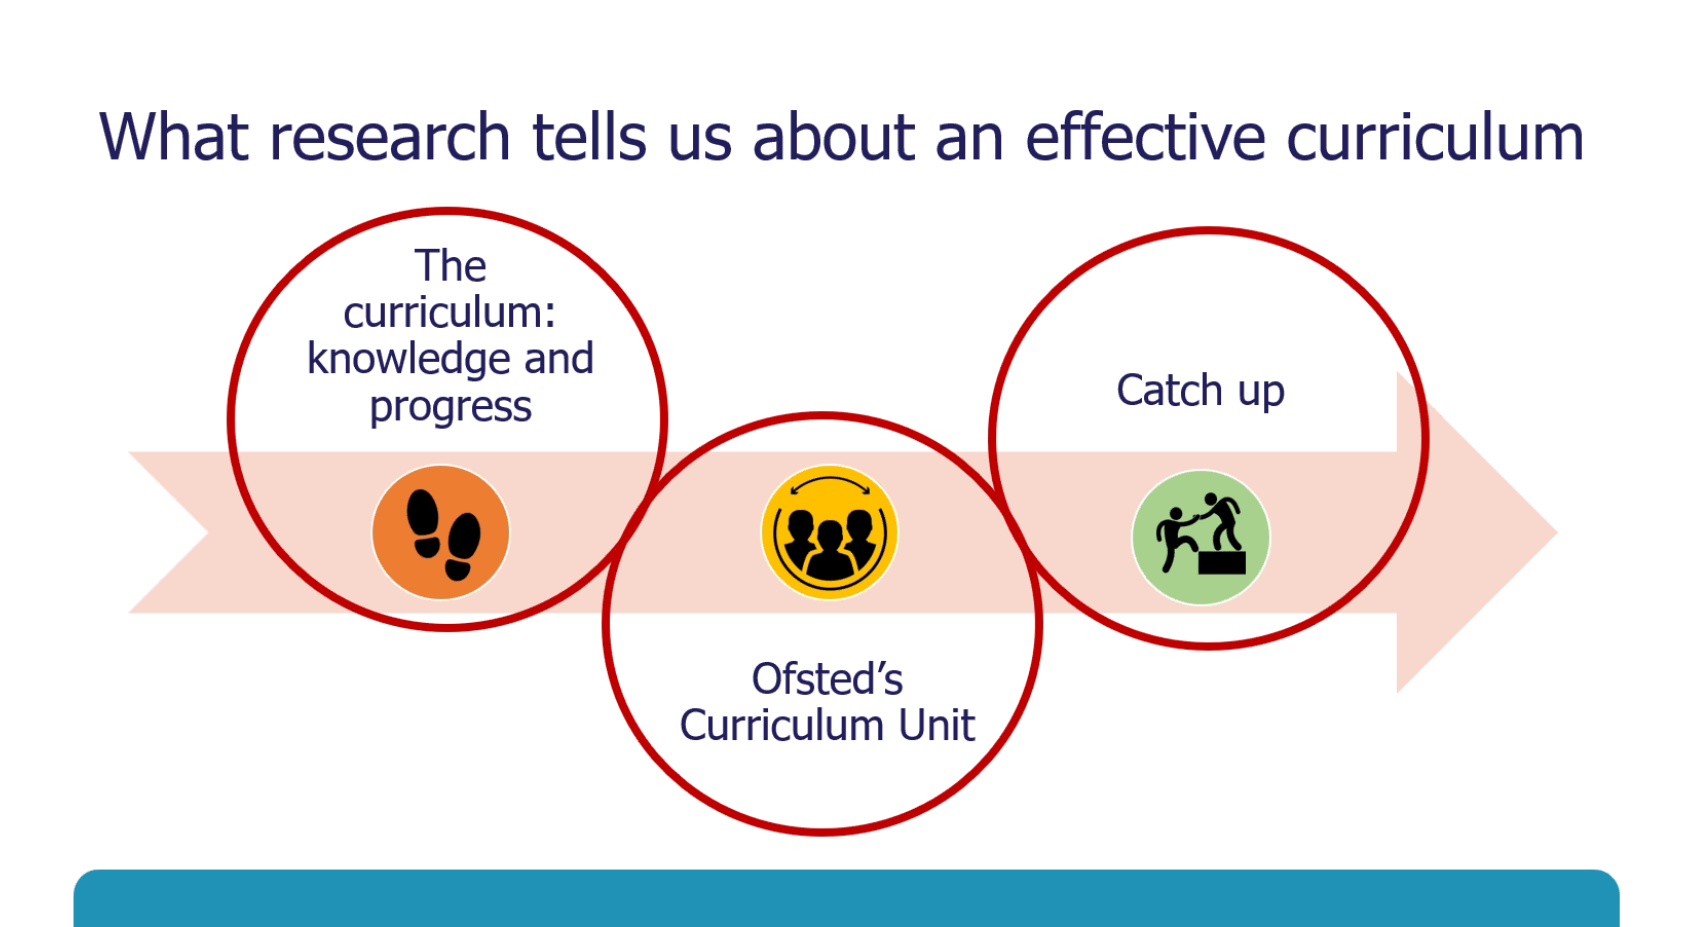 What research tells us about an effective curriculum
The
curriculum:
knowledge and
progress
Ofsted’s
Curriculum Unit
Catch up